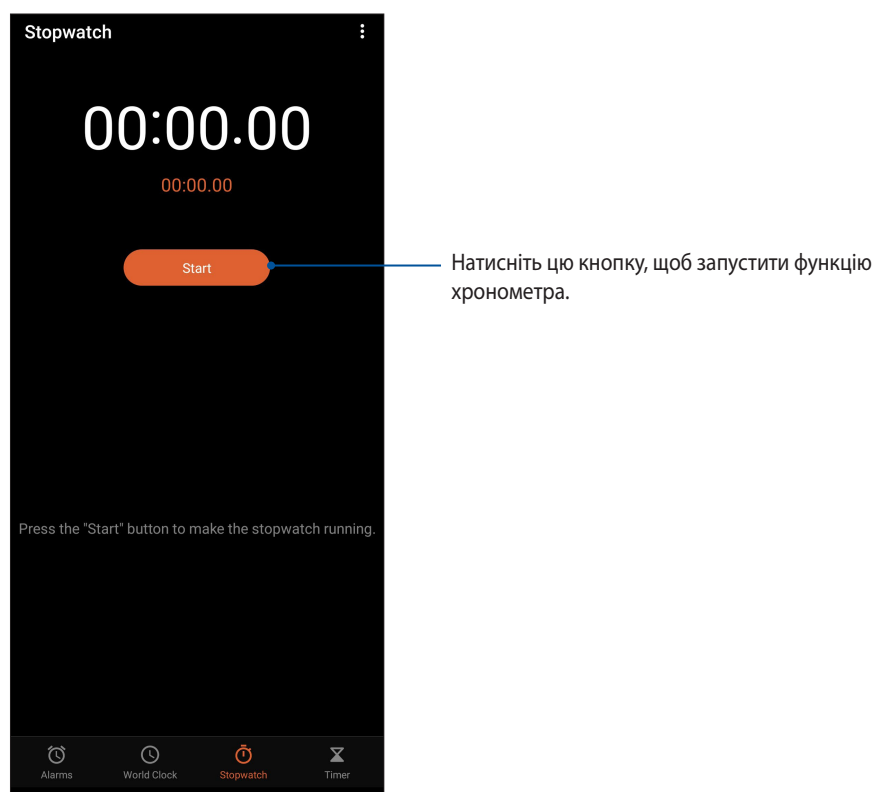 Stopwatch
00:00.00
00:00.00
Start
Натисніть цю кнопку, щоб запустити функцію
хронометра.
Press the "Start" button to make the stopwatch running.
Alarms
World Clock
Stopwatch
Timer